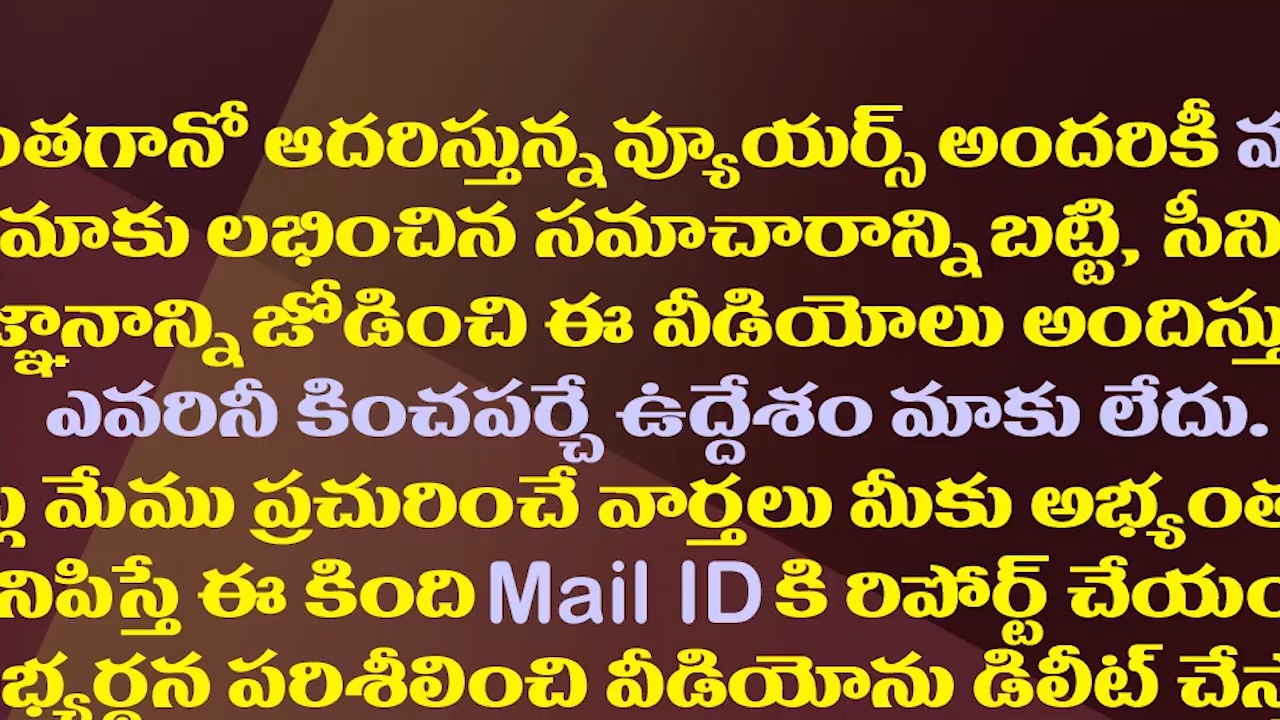 ంతగానో ఆదరిస్తున్న వ్యూయర్స్ అందరికీ
మాకు లభించిన సమాచారాన్ని బట్టి, సీని
జ్ఞానాన్ని జోడించి ఈ వీడియోలు అందిస్తు
ఎవరినీ కించపర్చే ఉద్దేశం మాకు లేదు.
మేము ప్రచురించే వార్తలు మీకు అభ్యంత
నిపిస్తే ఈ కింది Mail ID కి రిపోర్ట్ చేయం
భ్యర్థన పరిశీలించి వీడియోను డిలీట్ చేస